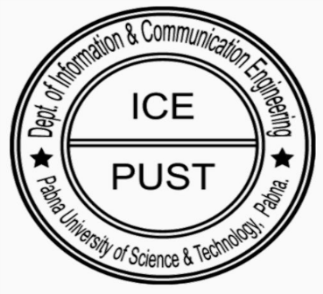 Dept. of Information & Communication Engineering
ICE
PUST
Pabna University of Science & Technology, Pabna.